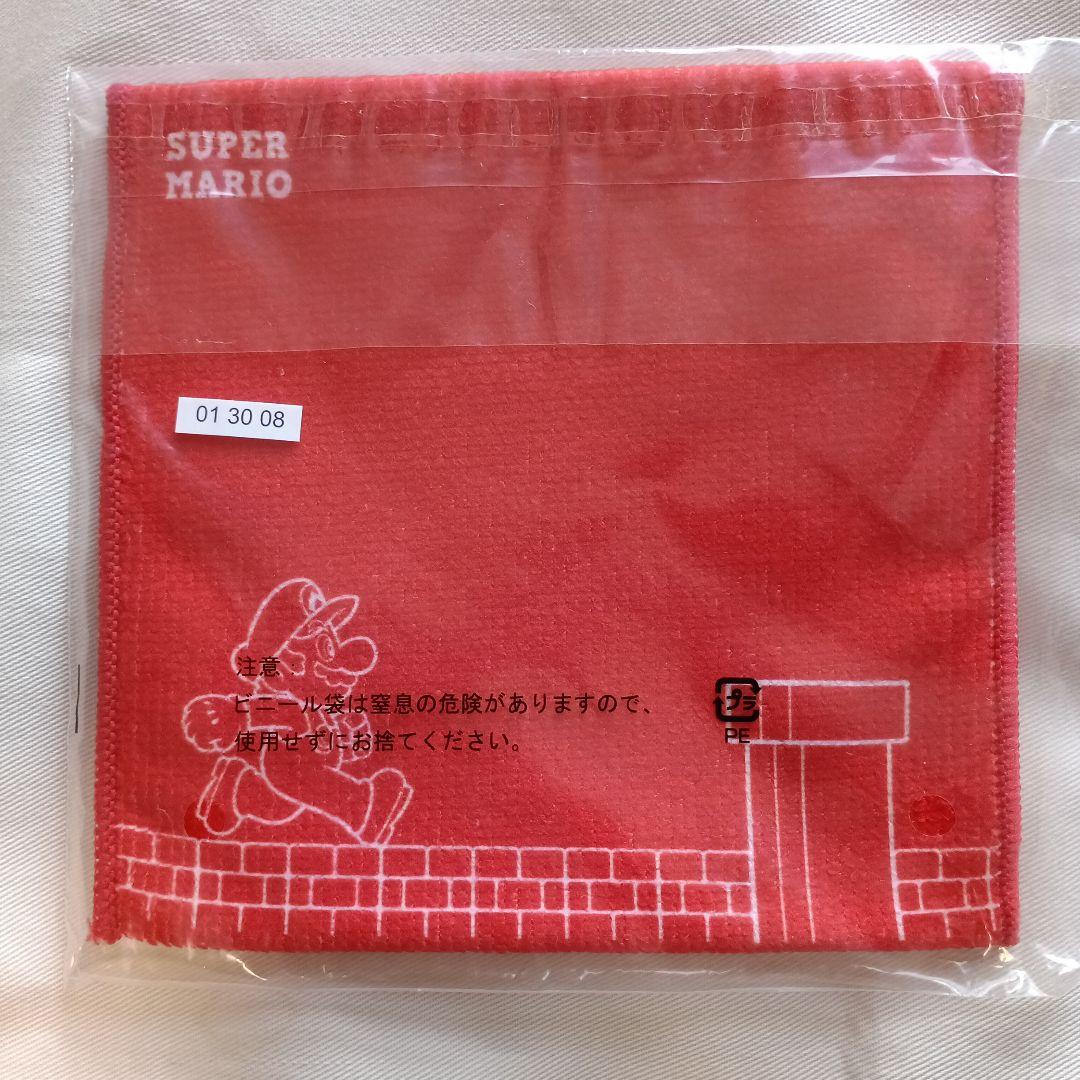 SUPER
MARIO
01 30 08
注意：
ビニール袋は窒息の危険がありますので、
使用せずにお捨てください。
プラ
PE